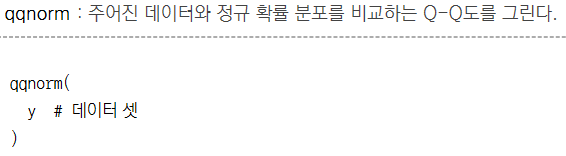 qqnorm : 주어진 데이터와 정규 확률 분포를 비교하는 Q-Q도를 그린다.
qqnorm(
  y  # 데이터 셋
)